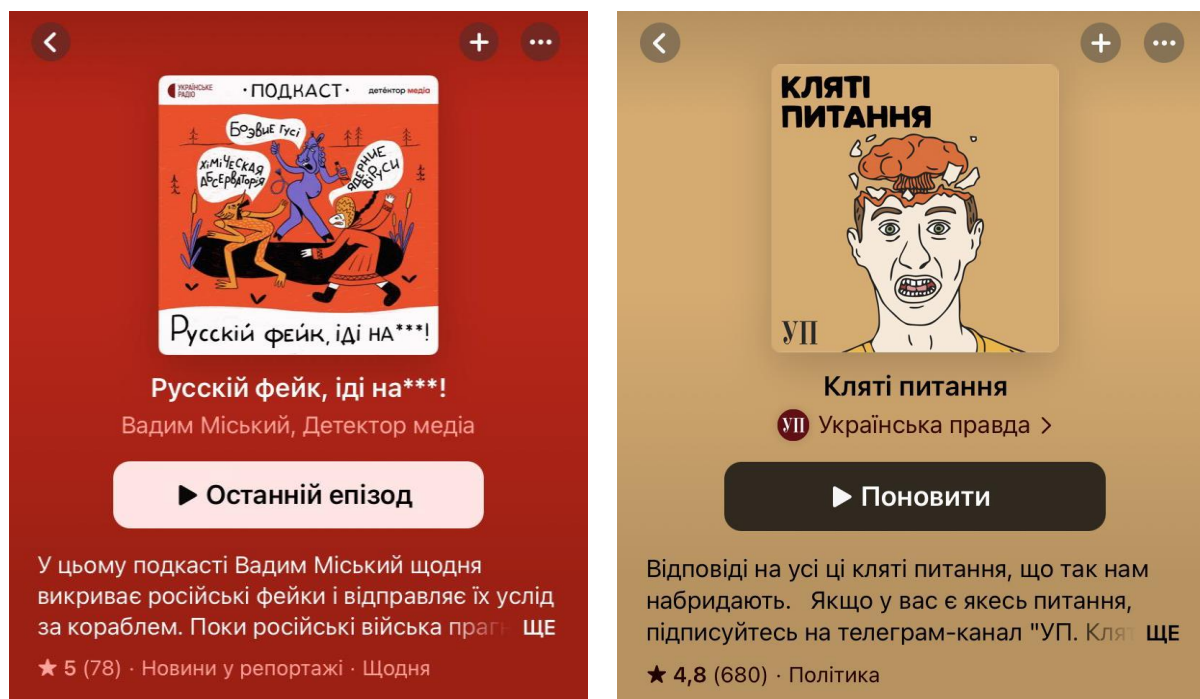 УКРАЇНСЬКЕ РАДІО
·ПОДКАСТ·
детектор медіа
БОЭВИЕ ГУСІ
ХІМІЧЕСКАЯ
АБСЕРВАТОРІЯ
ЯДЕРНИЕ
ВІРУСИ
Русскій фейк, іді на***!
Русскій фейк, іді на***!
Вадим Міський, Детектор медіа
Останній епізод
У цьому подкасті Вадим Міський щодня
викриває російські фейки і відправляє їх услід
за кораблем. Поки російські війська праг ЩЕ
★ 5 (78) · Новини у репортажі · Щодня
КЛЯТІ
ПИТАННЯ
УП
Кляті питання
УП Українська правда
Поновити
Відповіді на усі ці кляті питання, що так нам
набридають. Якщо у вас є якесь питання,
підписуйтесь на телеграм-канал "УП. Клят ЩЕ
★ 4,8 (680) · Політика